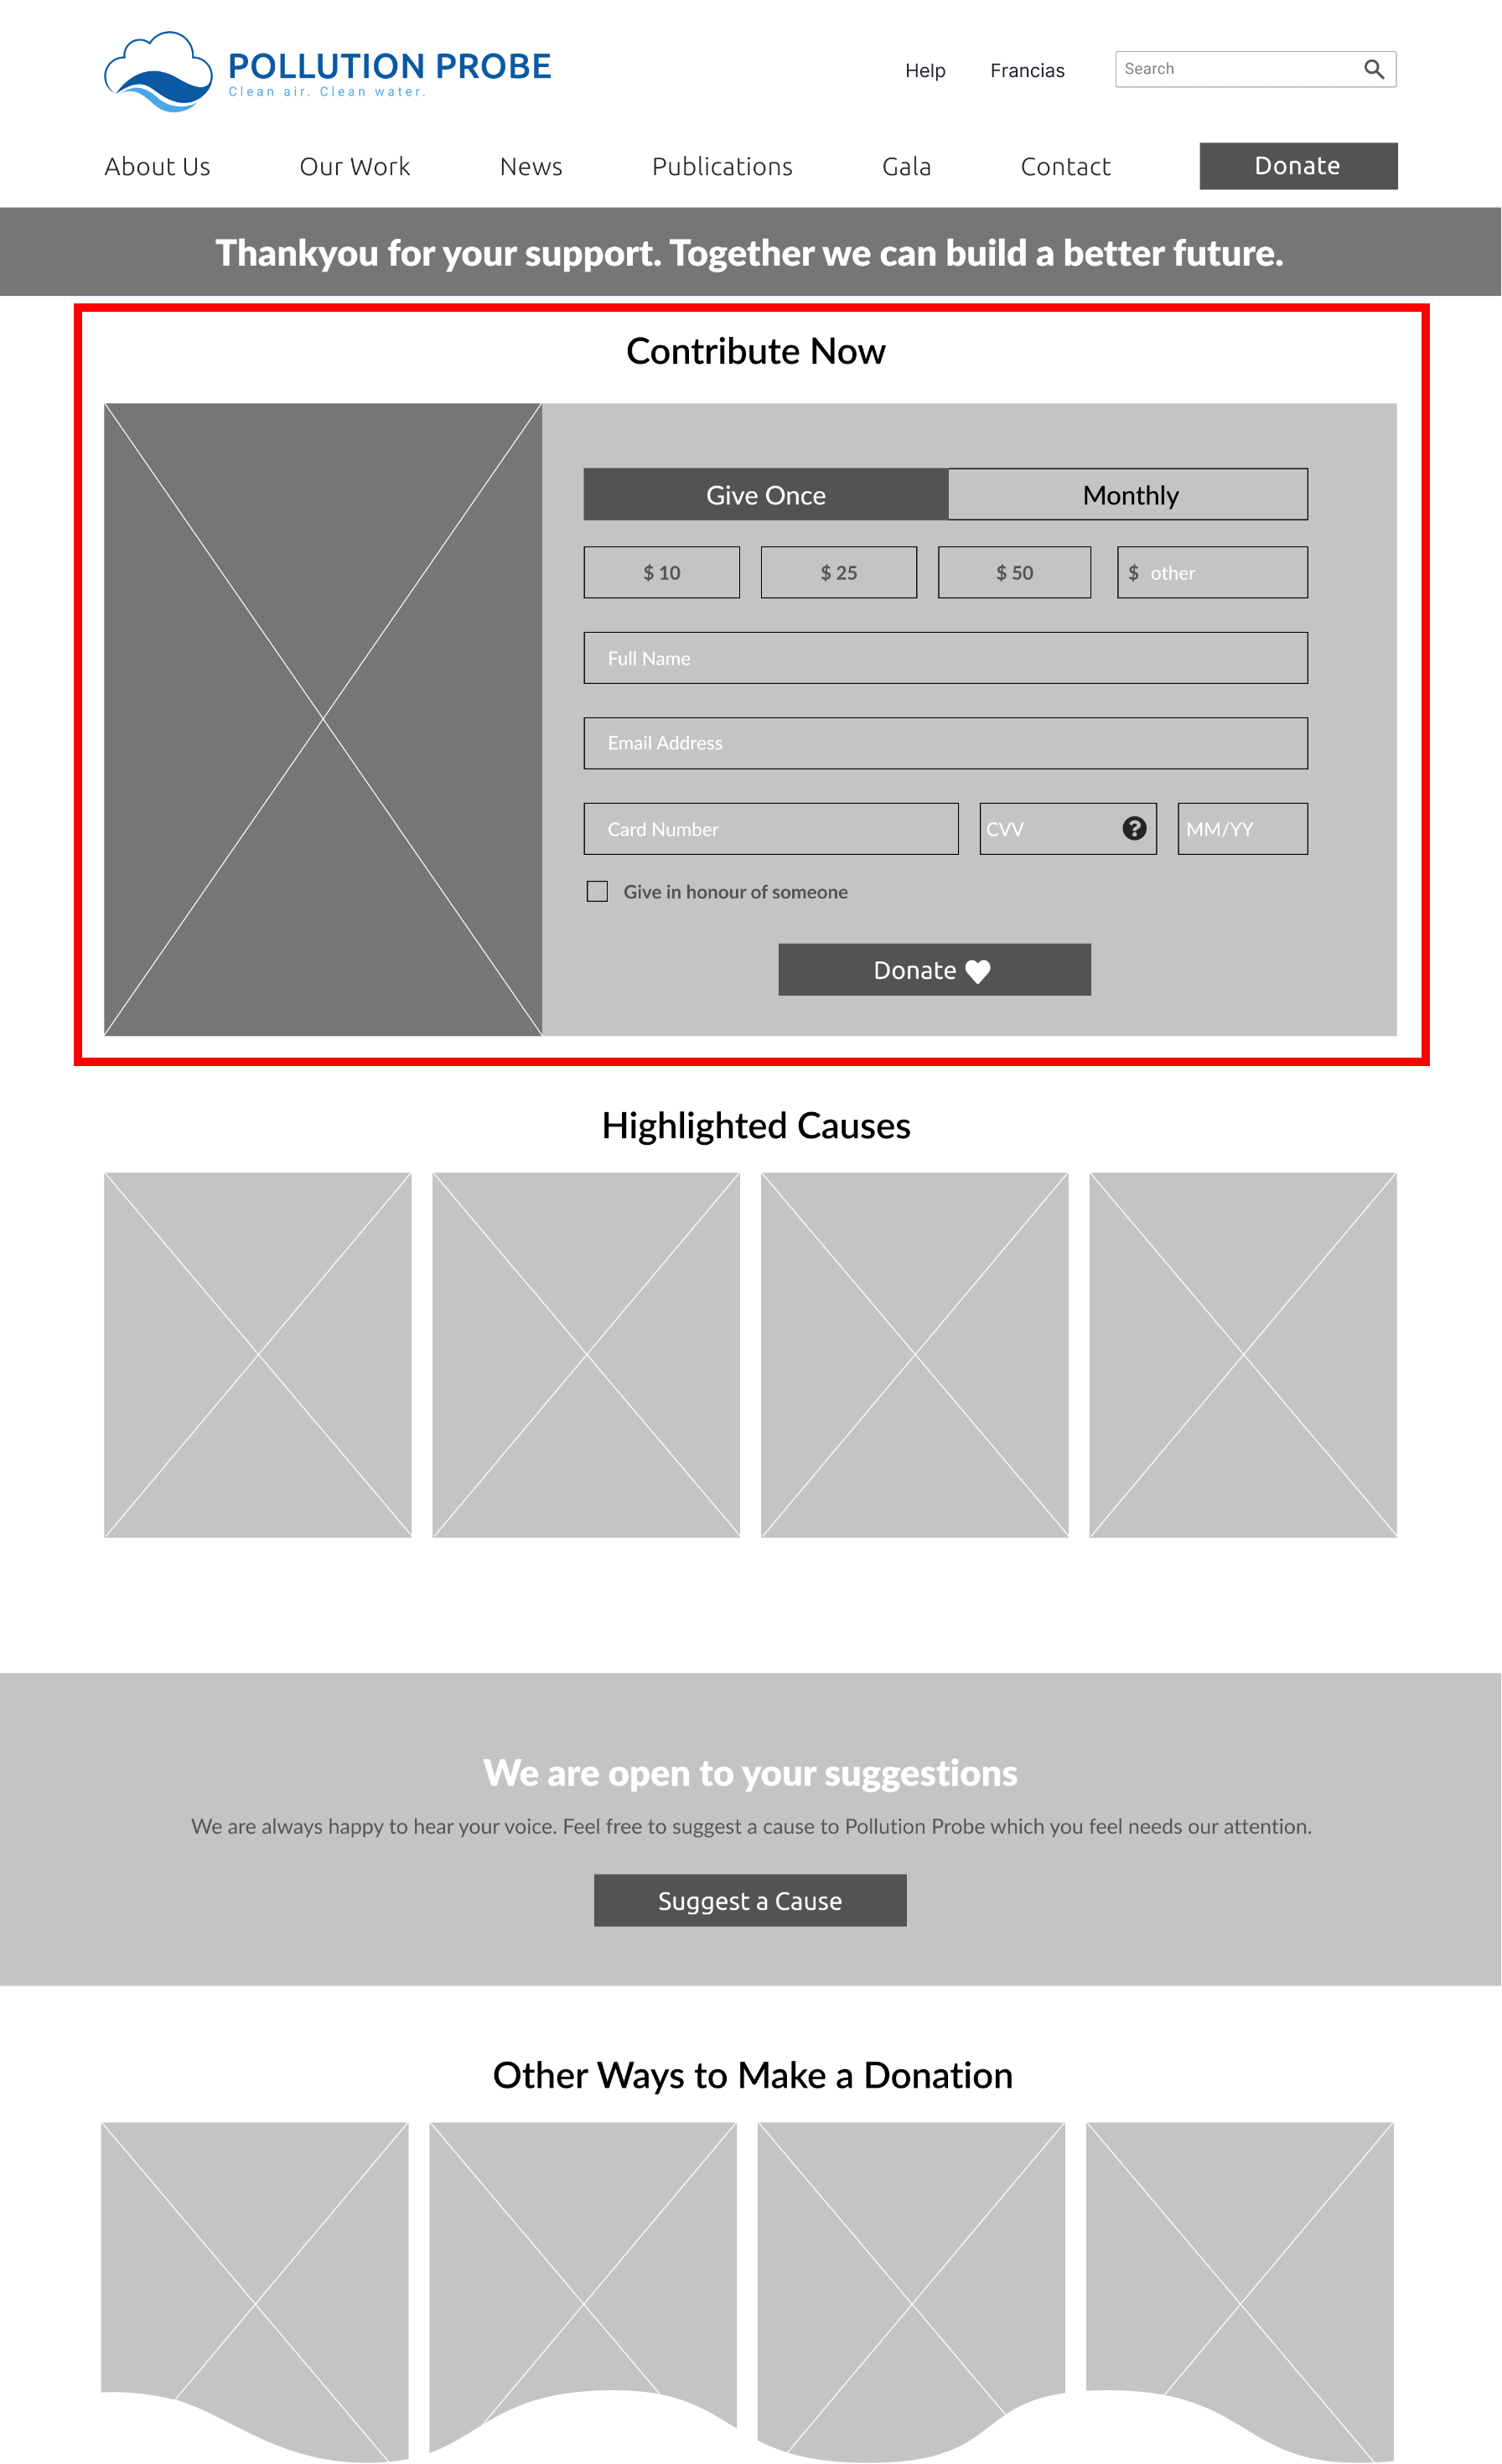 POLLUTION PROBE
Clean air. Clean water.
Help Francias Search
About Us Our Work News Publications Gala Contact Donate
Thankyou for your support. Together we can build a better future.
Contribute Now
Give Once Monthly
$ 10 $ 25 $ 50 $ other
Full Name
Email Address
Card Number CVV ? MM/YY
Give in honour of someone
Donate
Highlighted Causes
We are open to your suggestions
We are always happy to hear your voice. Feel free to suggest a cause to Pollution Probe which you feel needs our attention.
Suggest a Cause
Other Ways to Make a Donation